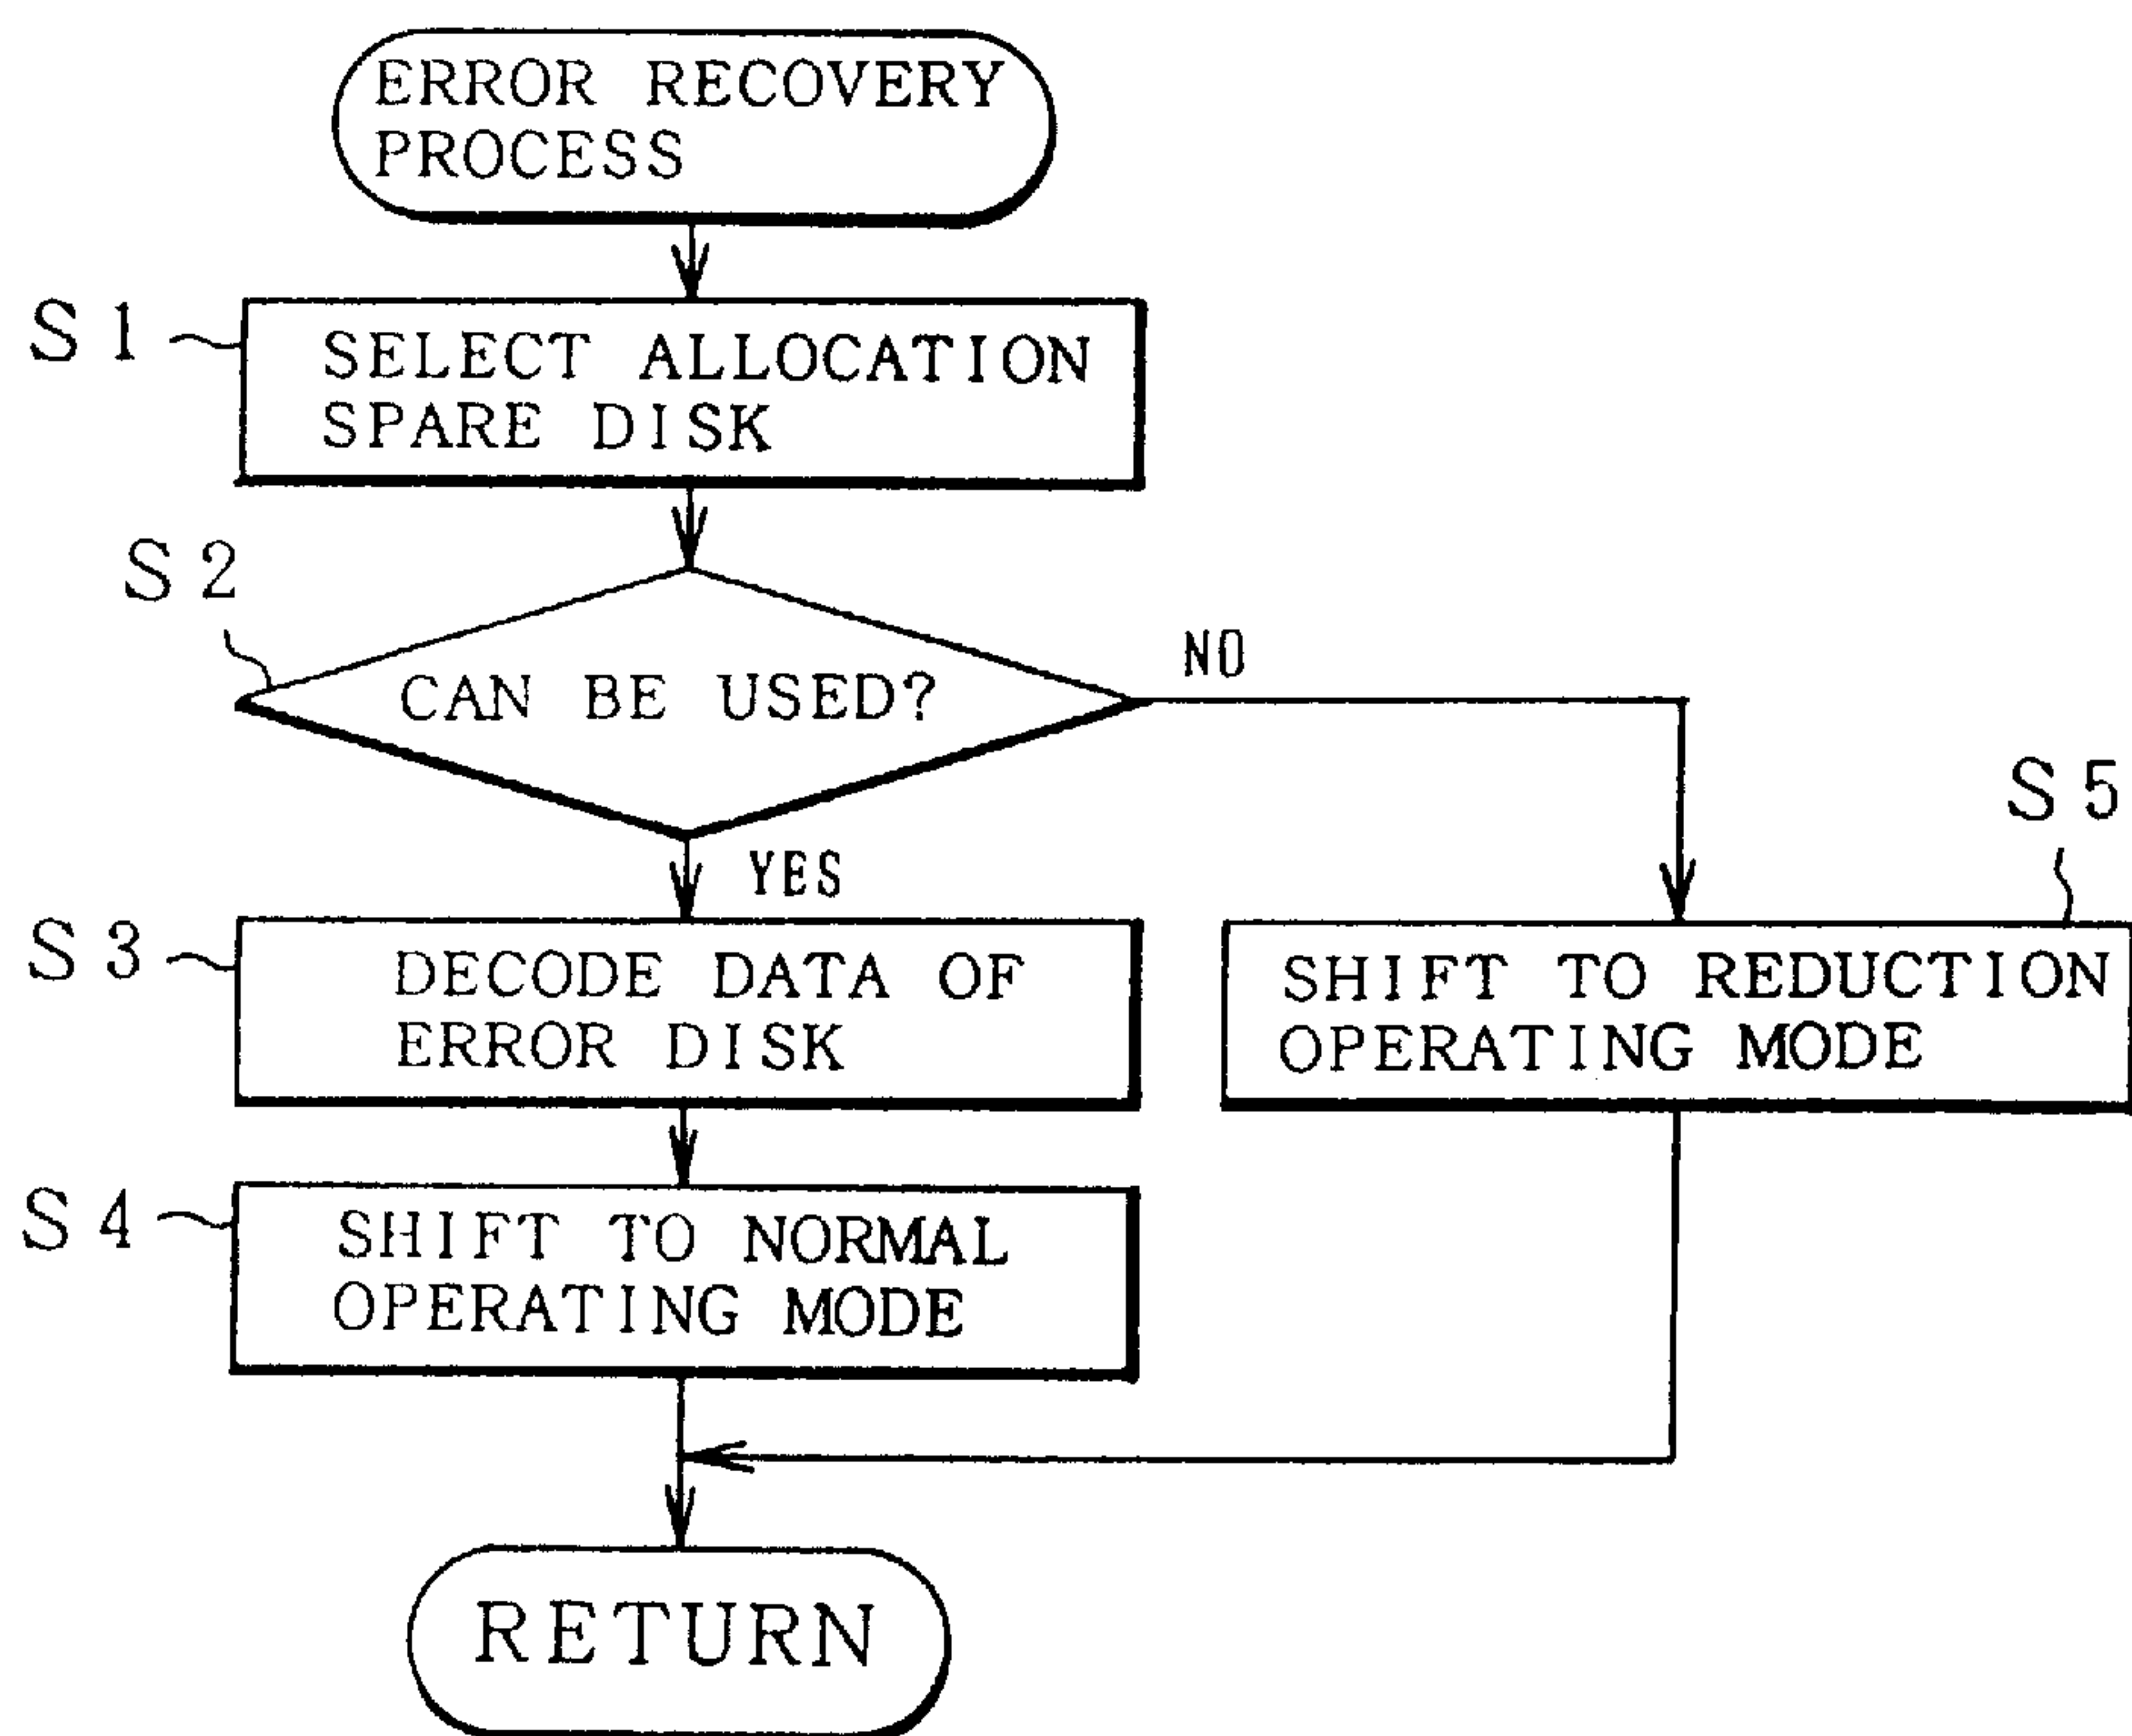 ERROR RECOVERY
PROCESS
S1
SELECT ALLOCATION
SPARE DISK
S2
CAN BE USED?
NO
YES
S3
DECODE DATA OF
ERROR DISK
S5
SHIFT TO REDUCTION
OPERATING MODE
S4
SHIFT TO NORMAL
OPERATING MODE
RETURN